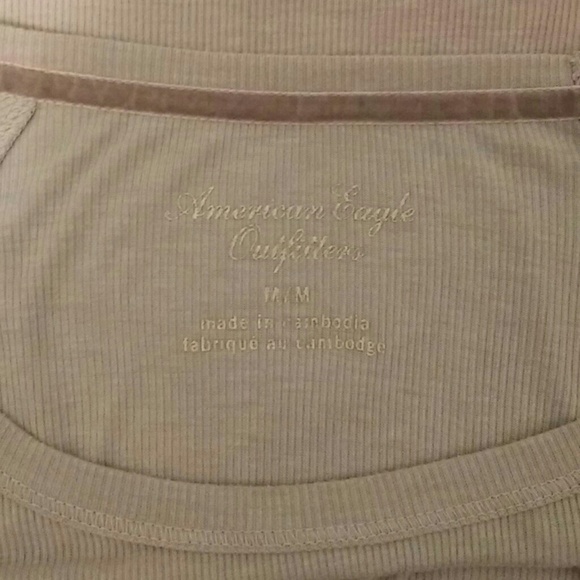 American Eagle
Outfitters
M/M
made in cambodia
fabriqué au cambodge